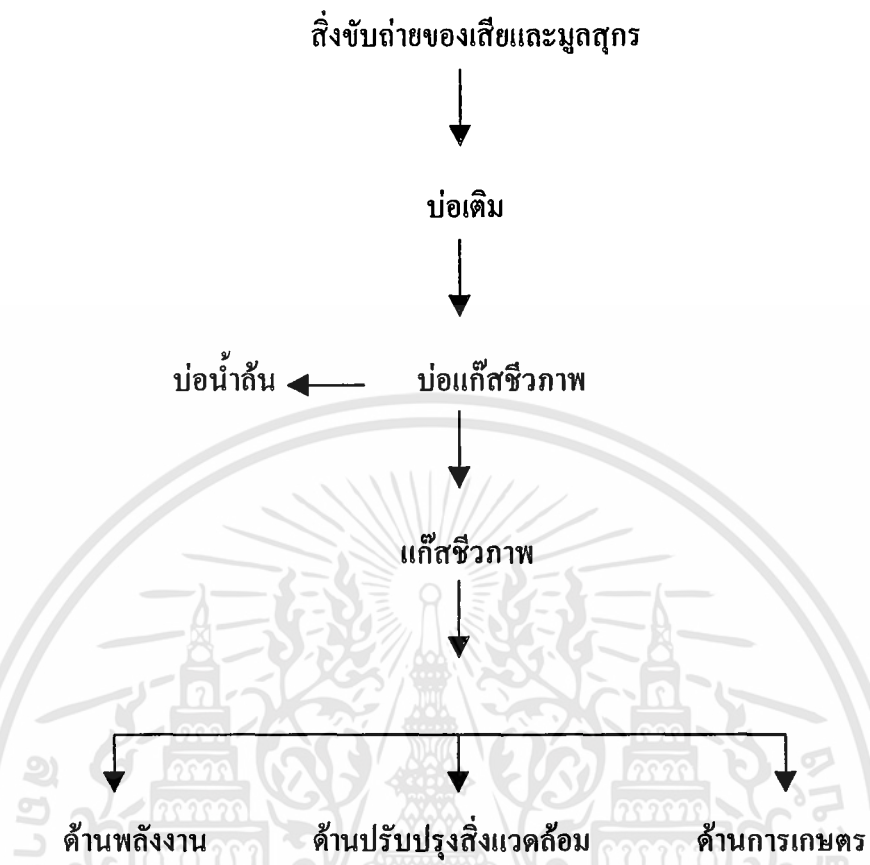 สิ่งขับถ่ายของเสียและมูลสุกร
บ่อเติม
บ่อน้ำล้น บ่อแก๊สชีวภาพ
แก๊สชีวภาพ
ด้านพลังงาน ด้านปรับปรุงสิ่งแวดล้อม ด้านการเกษตร